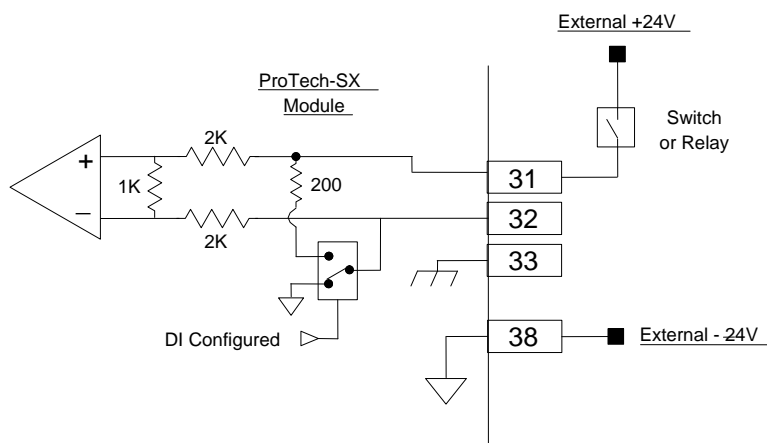 External +24V
ProTech-SX
Module
Switch
or Relay
2K
+
1K
200
31
−
32
2K
33
DI Configured
38
External - 24V